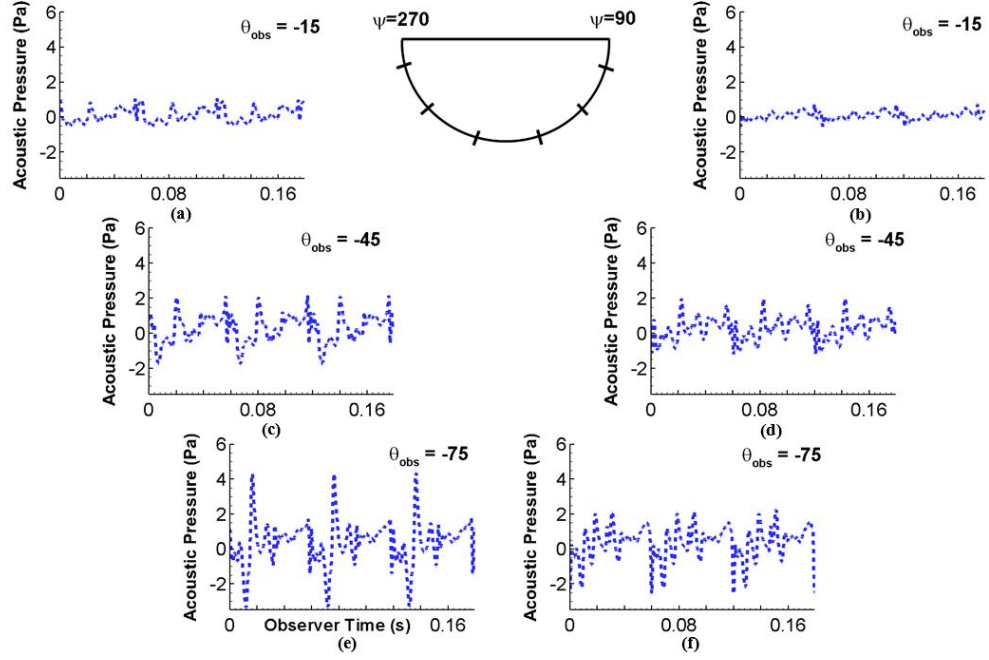 Acoustic Pressure (Pa)
6
4
2
0
-2
0
0.08
0.16
θobs = -15
(a)
ψ=270
ψ=90
Acoustic Pressure (Pa)
6
4
2
0
-2
0
0.08
0.16
θobs = -15
(b)
Acoustic Pressure (Pa)
6
4
2
0
-2
0
0.08
0.16
θobs = -45
(c)
Acoustic Pressure (Pa)
6
4
2
0
-2
0
0.08
0.16
θobs = -45
(d)
Acoustic Pressure (Pa)
6
4
2
0
-2
0
Observer Time (s)
0.16
θobs = -75
(e)
Acoustic Pressure (Pa)
6
4
2
0
-2
0
0.08
0.16
θobs = -75
(f)